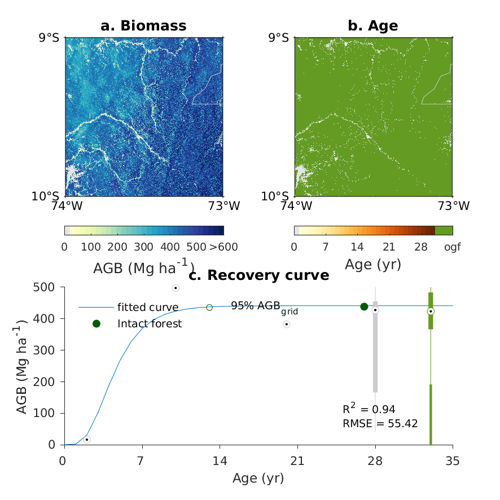 a. Biomass
b. Age
9°S
9°S
10°S
10°S
74°W
73°W
74°W
73°W
0 100 200 300 400 500 >600
0 7 14 21 28 ogf
AGB (Mg ha⁻¹)
Age (yr)
c. Recovery curve
500
400
300
200
100
0
AGB (Mg ha⁻¹)
fitted curve
95% AGBgrid
Intact forest
R² = 0.94
RMSE = 55.42
0 7 14 21 28 35
Age (yr)